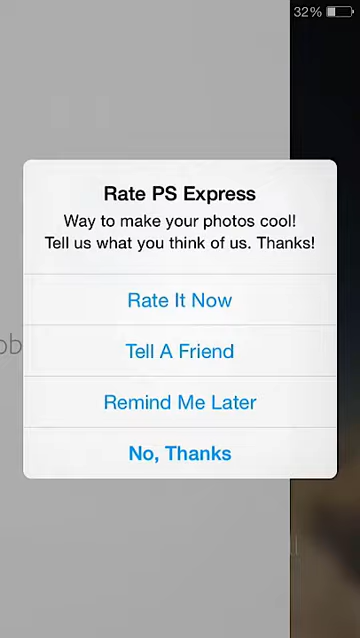 32%
Rate PS Express
Way to make your photos cool!
Tell us what you think of us. Thanks!
Rate It Now
ob
Tell A Friend
Remind Me Later
No, Thanks